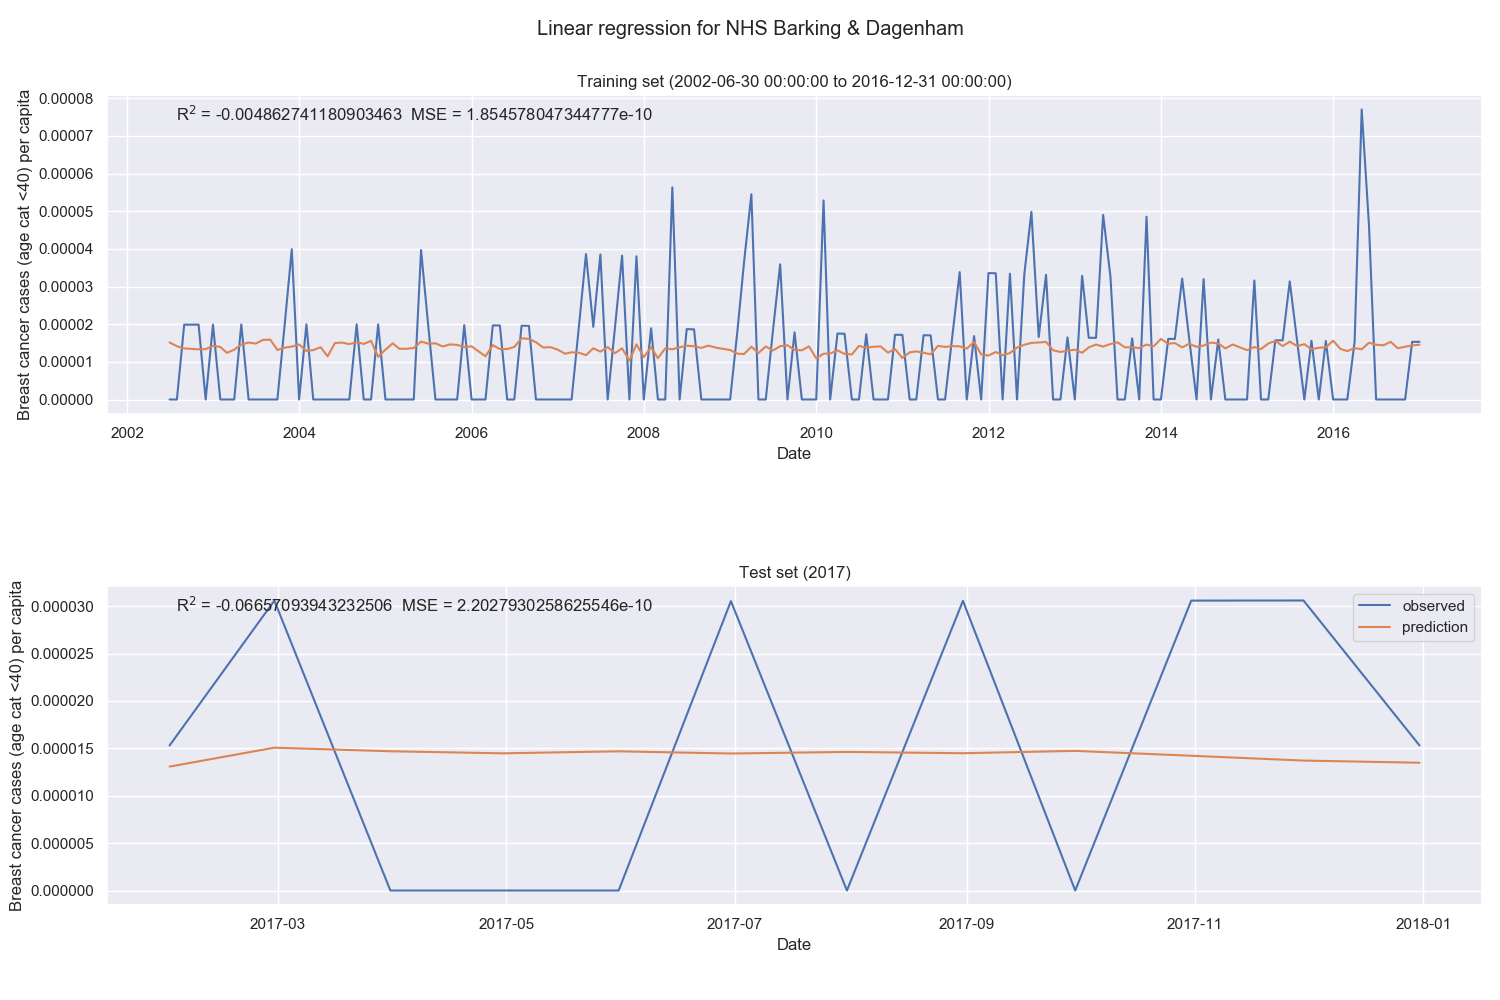 Linear regression for NHS Barking & Dagenham
Training set (2002-06-30 00:00:00 to 2016-12-31 00:00:00)
R2 = -0.004862741180903463 MSE = 1.854578047344777e-10
Breast cancer cases (age cat <40) per capita
0.00008
0.00007
0.00006
0.00005
0.00004
0.00003
0.00002
0.00001
0.00000
2002 2004 2006 2008 2010 2012 2014 2016
Date
Test set (2017)
R2 = -0.06657093943232506 MSE = 2.2027930258625546e-10
observed
prediction
Breast cancer cases (age cat <40) per capita
0.000030
0.000025
0.000020
0.000015
0.000010
0.000005
0.000000
2017-03 2017-05 2017-07 2017-09 2017-11 2018-01
Date